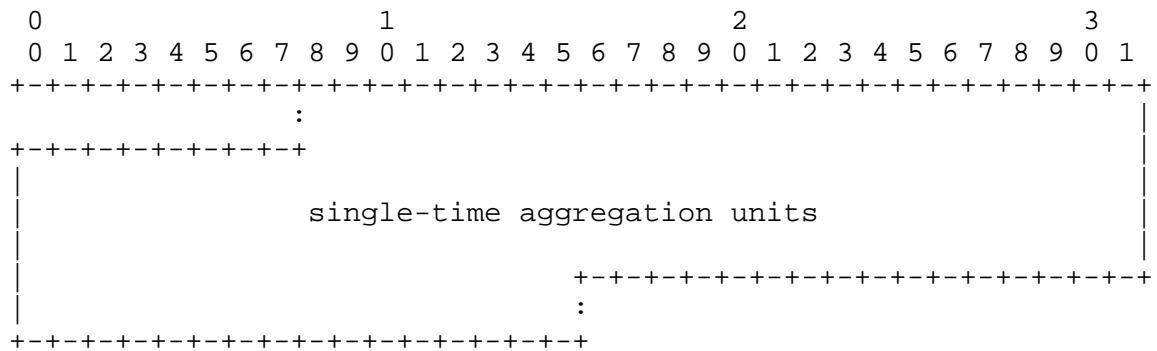 0                   1                   2                   3
 0 1 2 3 4 5 6 7 8 9 0 1 2 3 4 5 6 7 8 9 0 1 2 3 4 5 6 7 8 9 0 1
+-+-+-+-+-+-+-+-+-+-+-+-+-+-+-+-+-+-+-+-+-+-+-+-+-+-+-+-+-+-+-+-+
                :                                               |
+-+-+-+-+-+-+-+-+                                               |
|                                                               |
|                single-time aggregation units                  |
|                                                               |
|                               +-+-+-+-+-+-+-+-+-+-+-+-+-+-+-+-+
|                               :
+-+-+-+-+-+-+-+-+-+-+-+-+-+-+-+-+